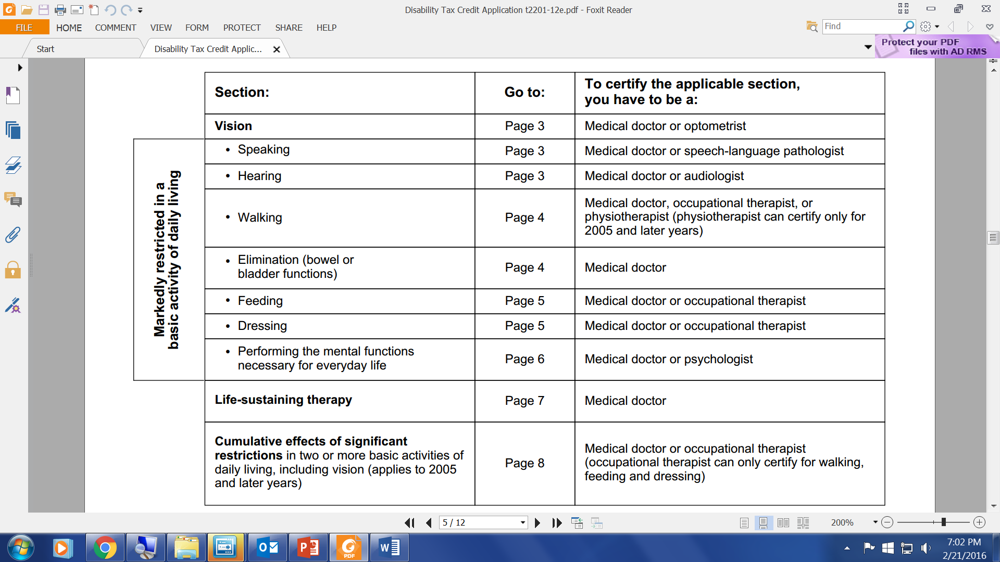 Disability Tax Credit Application t2201-12e.pdf - Foxit Reader
FILE HOME COMMENT VIEW FORM PROTECT SHARE HELP
Find
Start
Disability Tax Credit Applic...
Protect your PDF
files with AD RMS
Section:
Go to:
To certify the applicable section,
you have to be a:
Vision
Page 3
Medical doctor or optometrist
Markedly restricted in a
basic activity of daily living
• Speaking
Page 3
Medical doctor or speech-language pathologist
• Hearing
Page 3
Medical doctor or audiologist
• Walking
Page 4
Medical doctor, occupational therapist, or
physiotherapist (physiotherapist can certify only for
2005 and later years)
• Elimination (bowel or
bladder functions)
Page 4
Medical doctor
• Feeding
Page 5
Medical doctor or occupational therapist
• Dressing
Page 5
Medical doctor or occupational therapist
• Performing the mental functions
necessary for everyday life
Page 6
Medical doctor or psychologist
Life-sustaining therapy
Page 7
Medical doctor
Cumulative effects of significant
restrictions in two or more basic activities of
daily living, including vision (applies to 2005
and later years)
Page 8
Medical doctor or occupational therapist
(occupational therapist can only certify for walking,
feeding and dressing)
5 / 12
200%
PDF
7:02 PM
2/21/2016